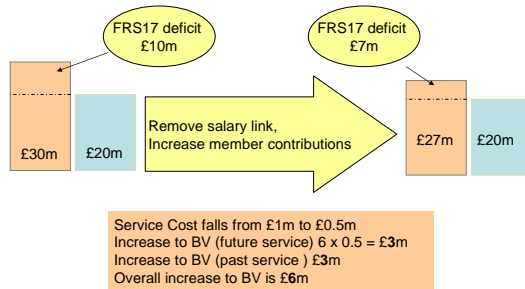 FRS17 deficit
£10m
FRS17 deficit
£7m
£30m
£20m
Remove salary link,
Increase member contributions
£27m
£20m
Service Cost falls from £1m to £0.5m
Increase to BV (future service) 6 x 0.5 = £3m
Increase to BV (past service ) £3m
Overall increase to BV is £6m